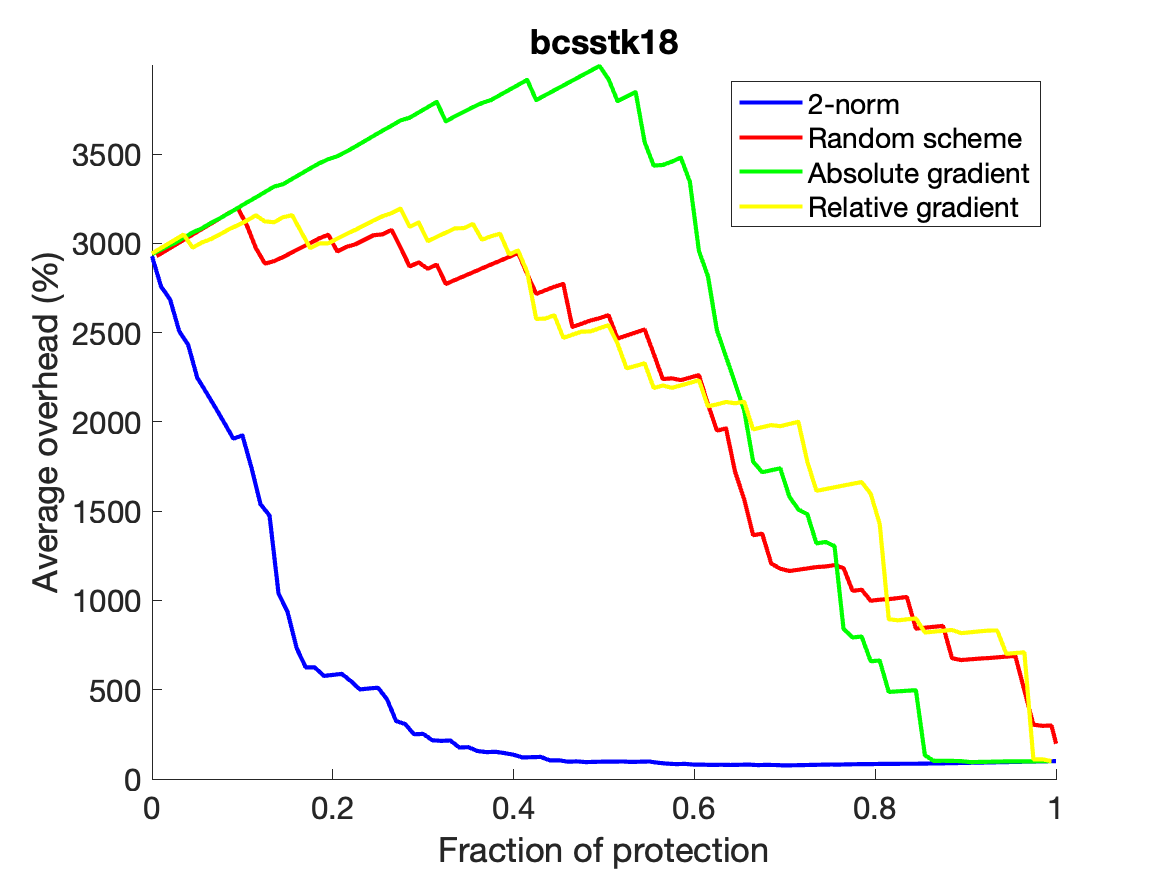 bcsstk18
2-norm
Random scheme
Absolute gradient
Relative gradient
Average overhead (%)
3500
3000
2500
2000
1500
1000
500
0
0 0.2 0.4 0.6 0.8 1
Fraction of protection